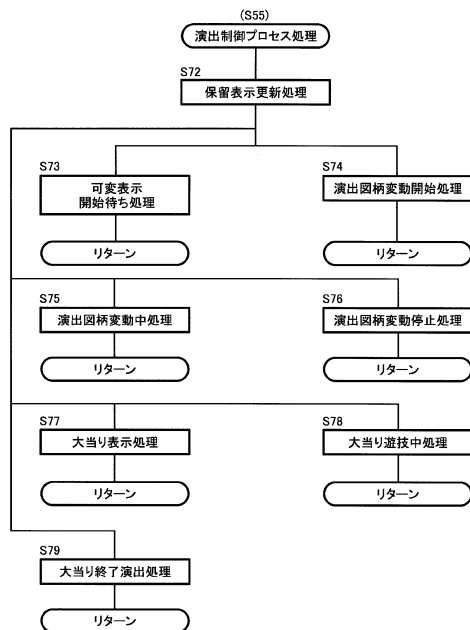 (S55)
演出制御プロセス処理
S72
保留表示更新処理
S73
可変表示
開始待ち処理
リターン
S74
演出図柄変動開始処理
リターン
S75
演出図柄変動中処理
リターン
S76
演出図柄変動停止処理
リターン
S77
大当り表示処理
リターン
S78
大当り遊技中処理
リターン
S79
大当り終了演出処理
リターン